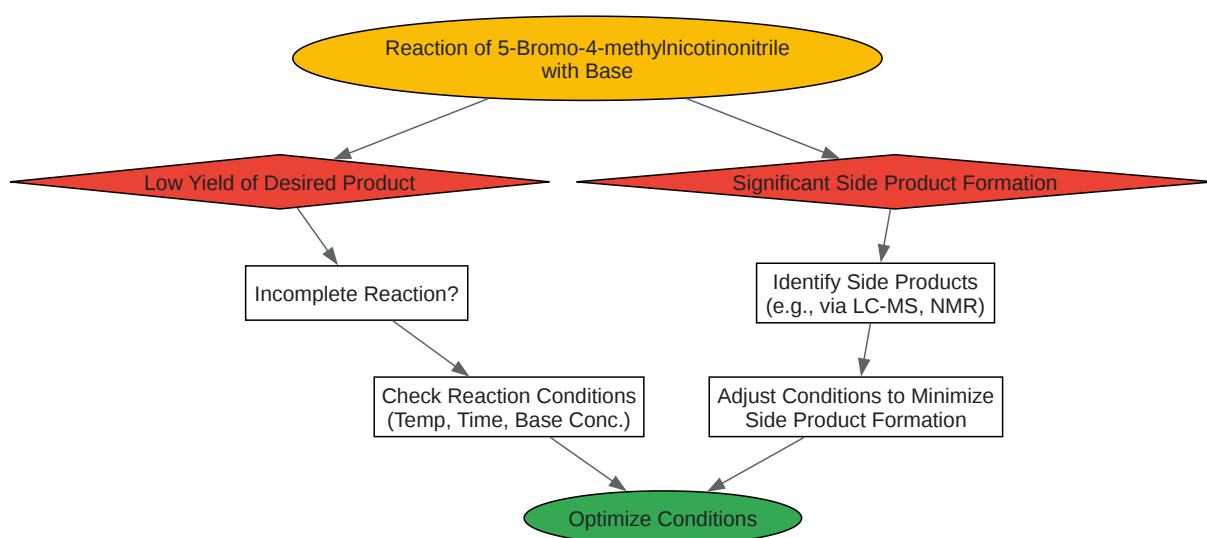 Reaction of 5-Bromo-4-methylnicotinonitrile
with Base
Low Yield of Desired Product
Significant Side Product Formation
Incomplete Reaction?
Identify Side Products
(e.g., via LC-MS, NMR)
Check Reaction Conditions
(Temp, Time, Base Conc.)
Adjust Conditions to Minimize
Side Product Formation
Optimize Conditions